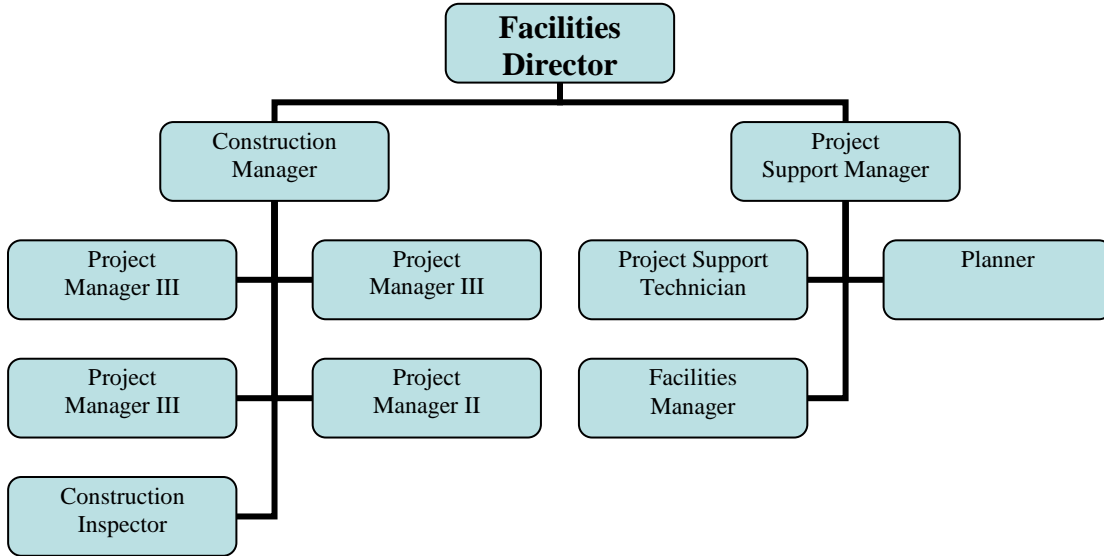 Facilities
Director
Construction
Manager
Project
Support Manager
Project
Manager III
Project
Manager III
Project Support
Technician
Planner
Project
Manager III
Project
Manager II
Facilities
Manager
Construction
Inspector